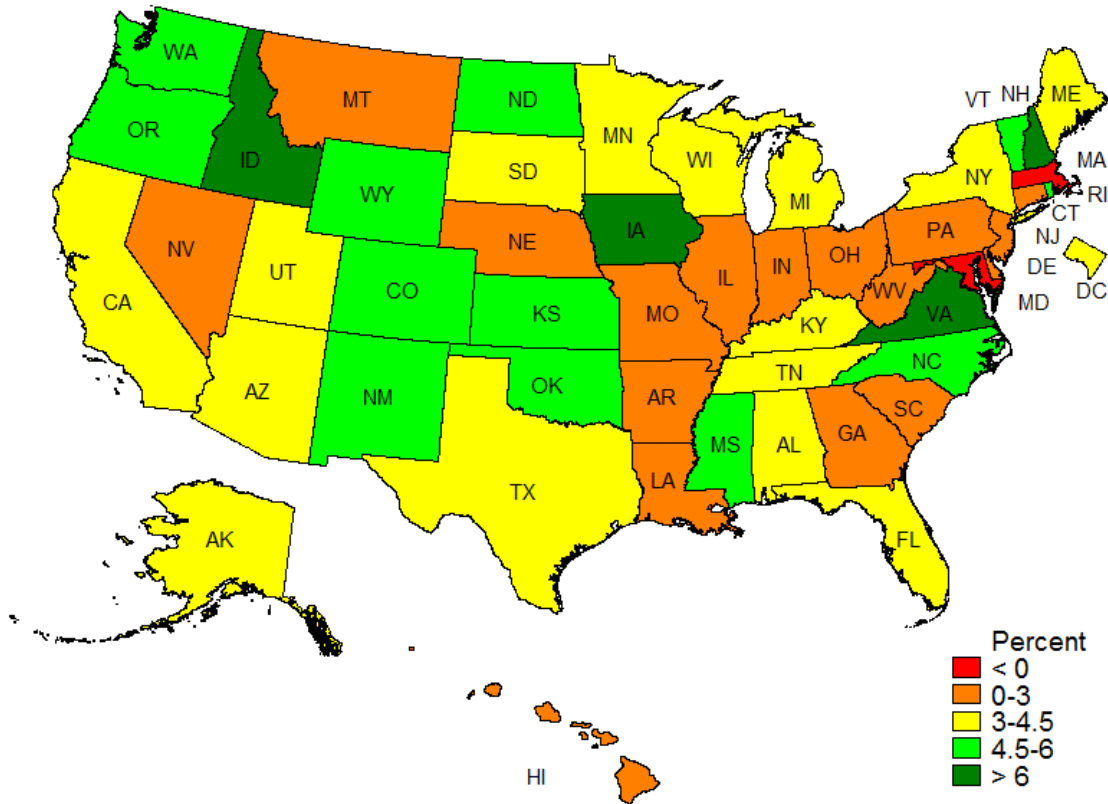 WA
MT
ND
MN
VT
NH
ME
OR
ID
WY
SD
WI
MI
NY
MA
RI
CT
NJ
DE
DC
MD
NV
UT
CO
NE
IA
IL
IN
OH
PA
WV
VA
CA
AZ
NM
KS
MO
KY
NC
OK
AR
TN
SC
TX
LA
MS
AL
GA
FL
AK
HI
Percent
< 0
0-3
3-4.5
4.5-6
> 6